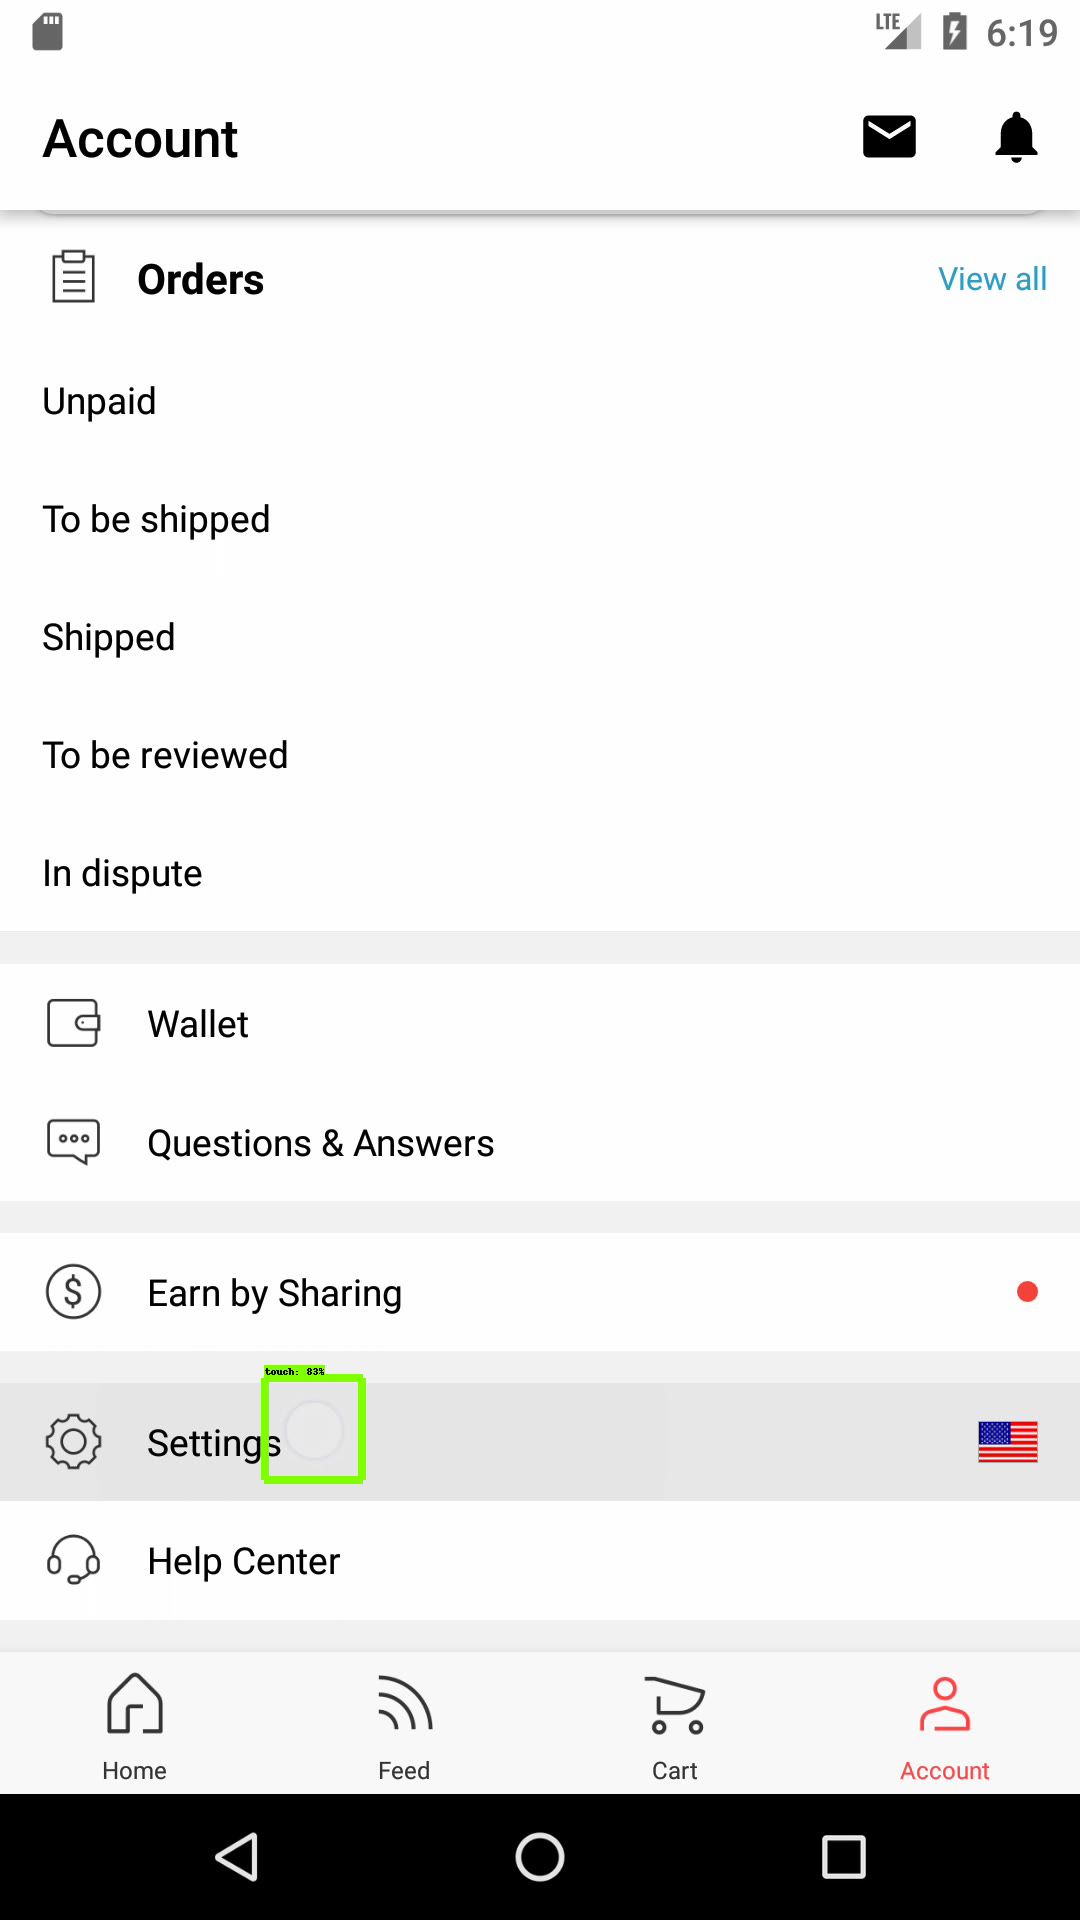 LTE 6:19
Account
Orders View all
Unpaid
To be shipped
Shipped
To be reviewed
In dispute
Wallet
Questions & Answers
$ Earn by Sharing
touch: 83%
Settings
Help Center
Home Feed Cart Account